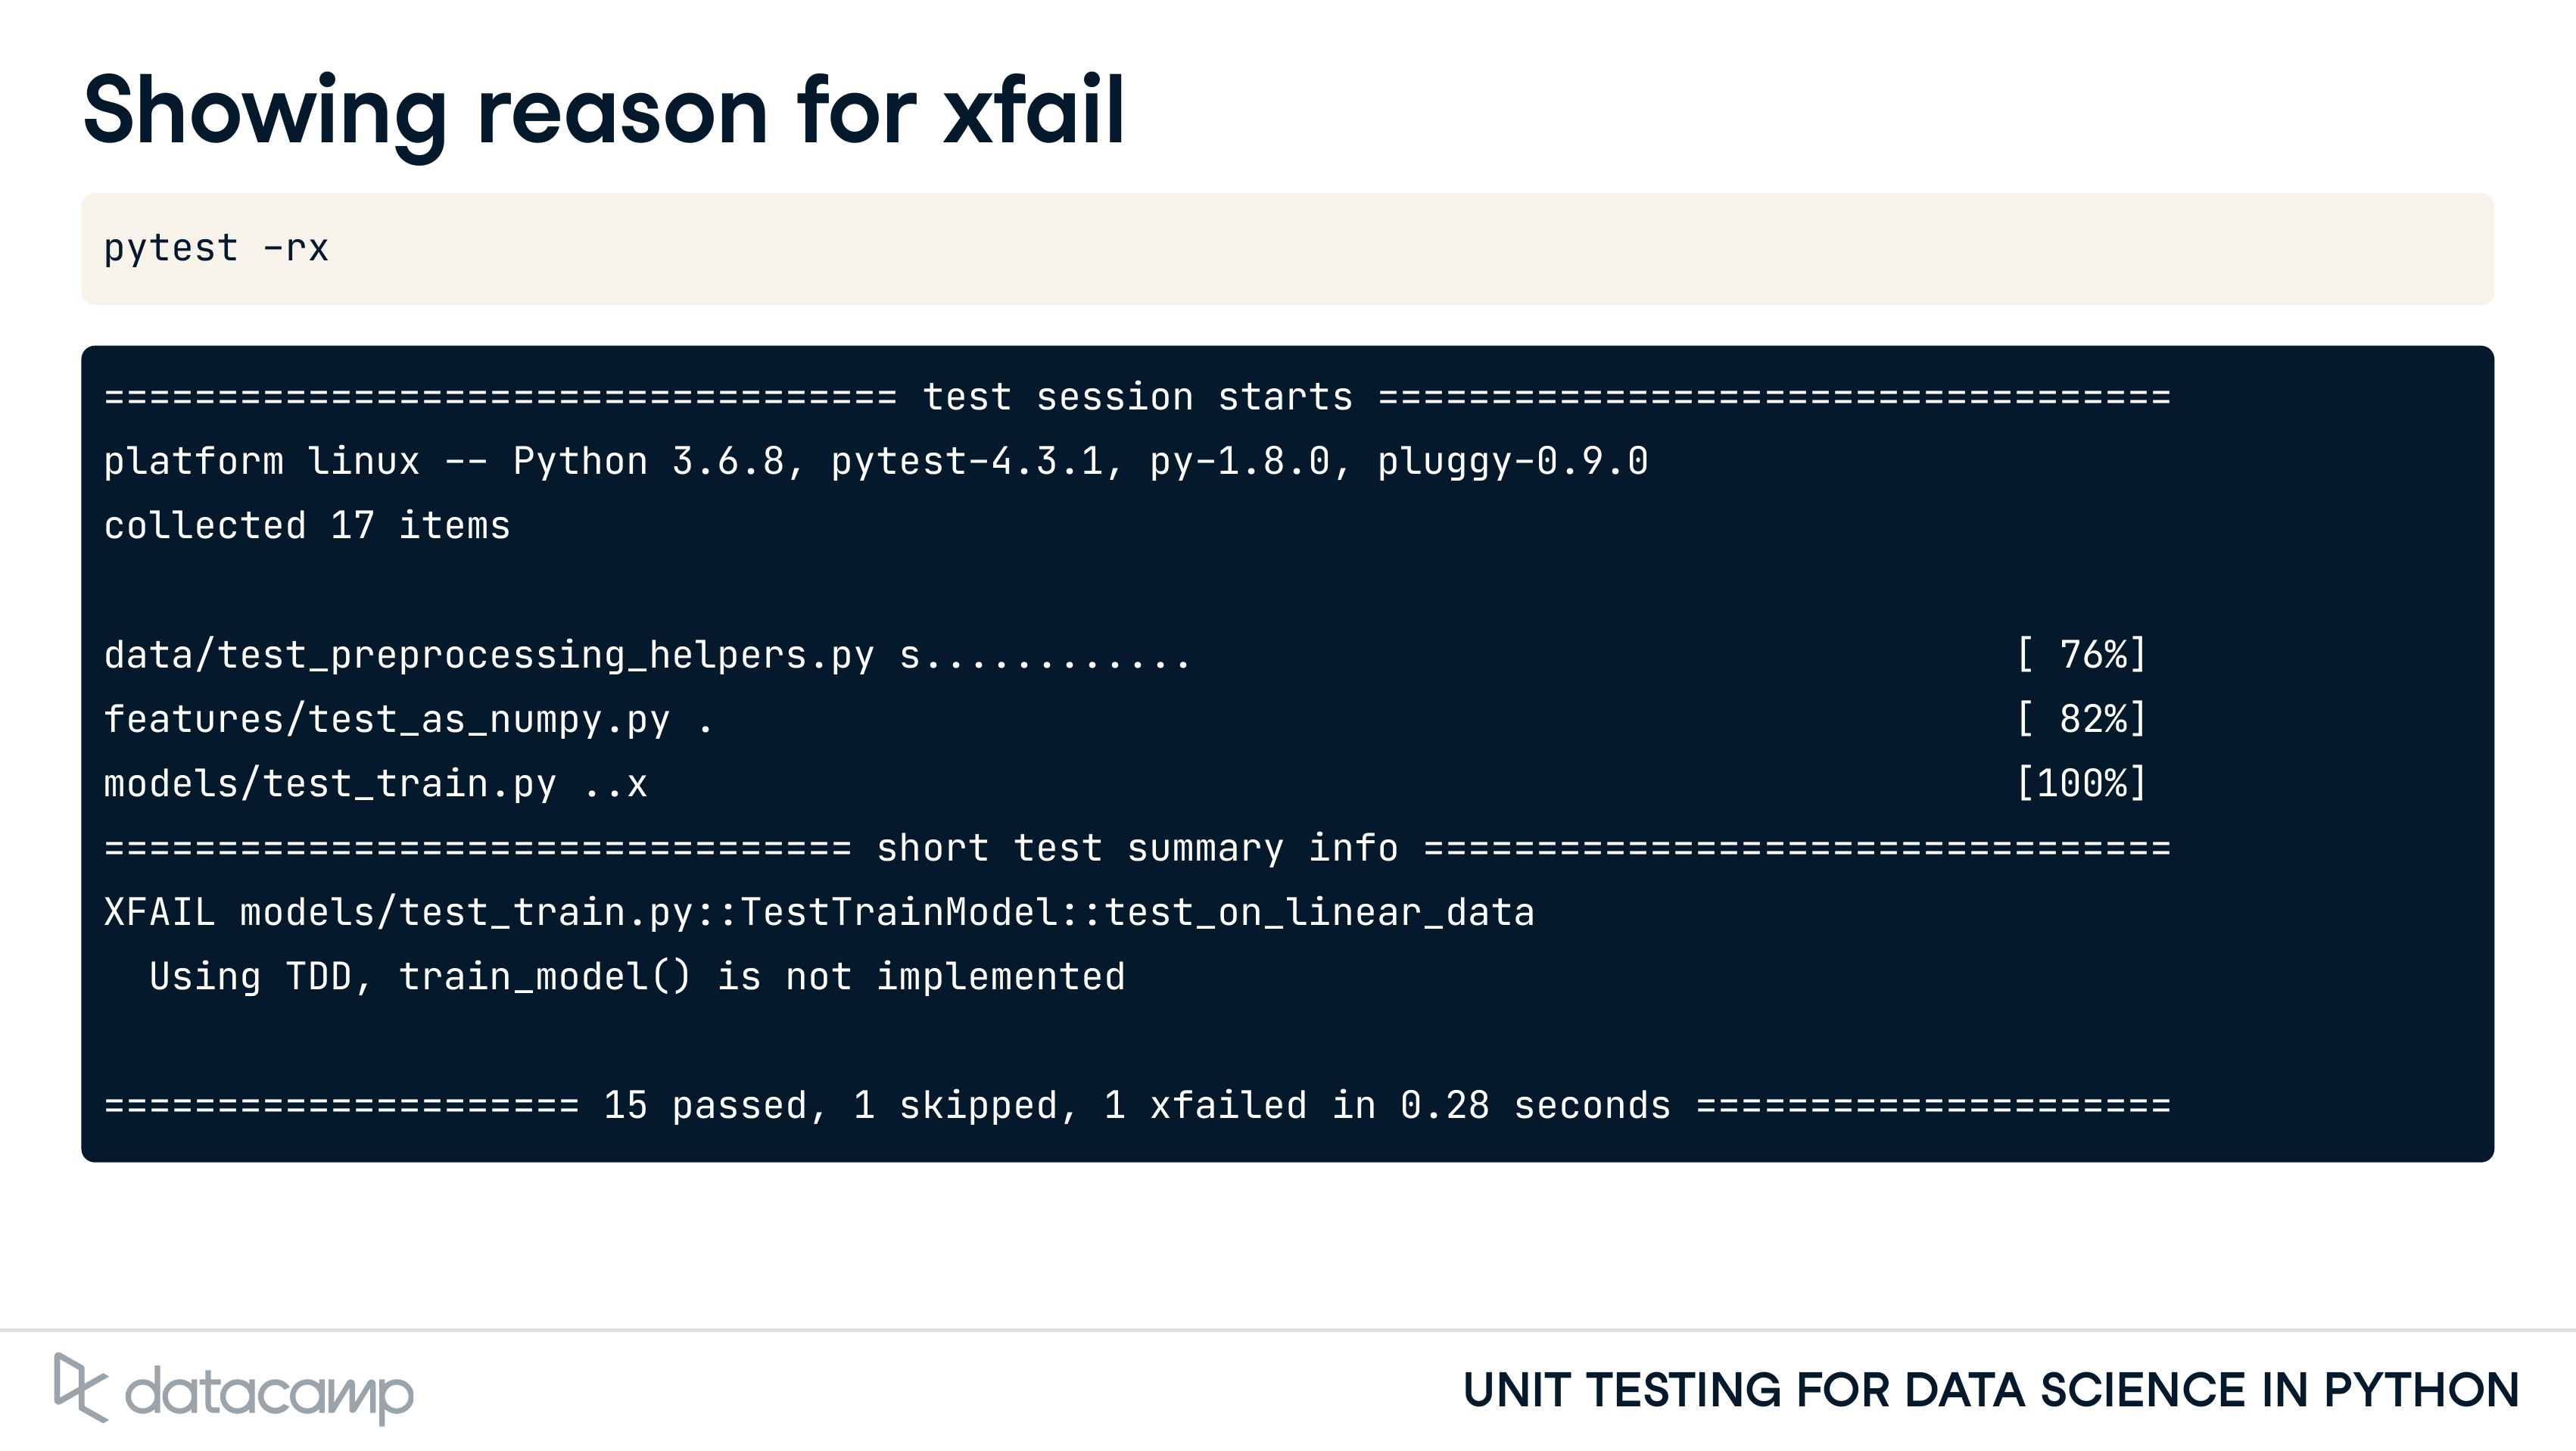 Showing reason for xfail
pytest -rx
=================================== test session starts ===================================
platform linux -- Python 3.6.8, pytest-4.3.1, py-1.8.0, pluggy-0.9.0
collected 17 items
data/test_preprocessing_helpers.py s............ [ 76%]
features/test_as_numpy.py . [ 82%]
models/test_train.py ..x [100%]
================================= short test summary info =================================
XFAIL models/test_train.py::TestTrainModel::test_on_linear_data
Using TDD, train_model() is not implemented
===================== 15 passed, 1 skipped, 1 xfailed in 0.28 seconds =====================
datacamp
UNIT TESTING FOR DATA SCIENCE IN PYTHON